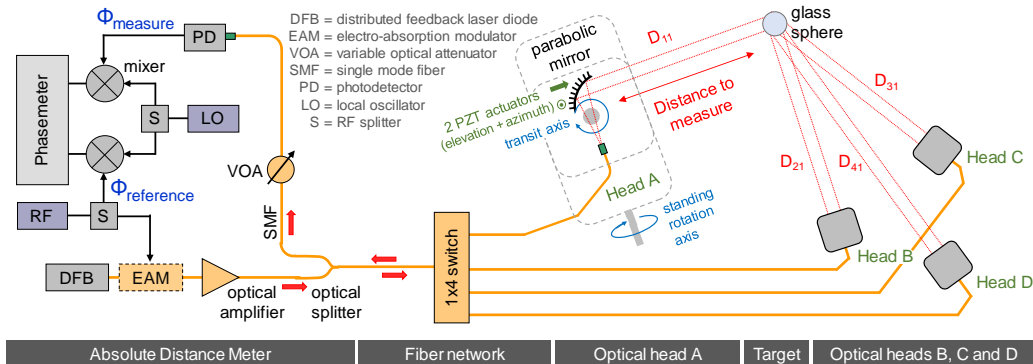 Φmeasure
PD
mixer
S
LO
Phasemeter
Φreference
RF
S
DFB
EAM
optical
amplifier
optical
splitter
VOA
SMF
DFB = distributed feedback laser diode
EAM = electro-absorption modulator
VOA = variable optical attenuator
SMF = single mode fiber
PD = photodetector
LO = local oscillator
S = RF splitter
1x4 switch
parabolic
mirror
2 PZT actuators
(elevation + azimuth)
transit axis
Head A
standing
rotation
axis
D11
Distance to
measure
glass
sphere
D31
D21
D41
Head C
Head B
Head D
Absolute Distance Meter
Fiber network
Optical head A
Target
Optical heads B, C and D